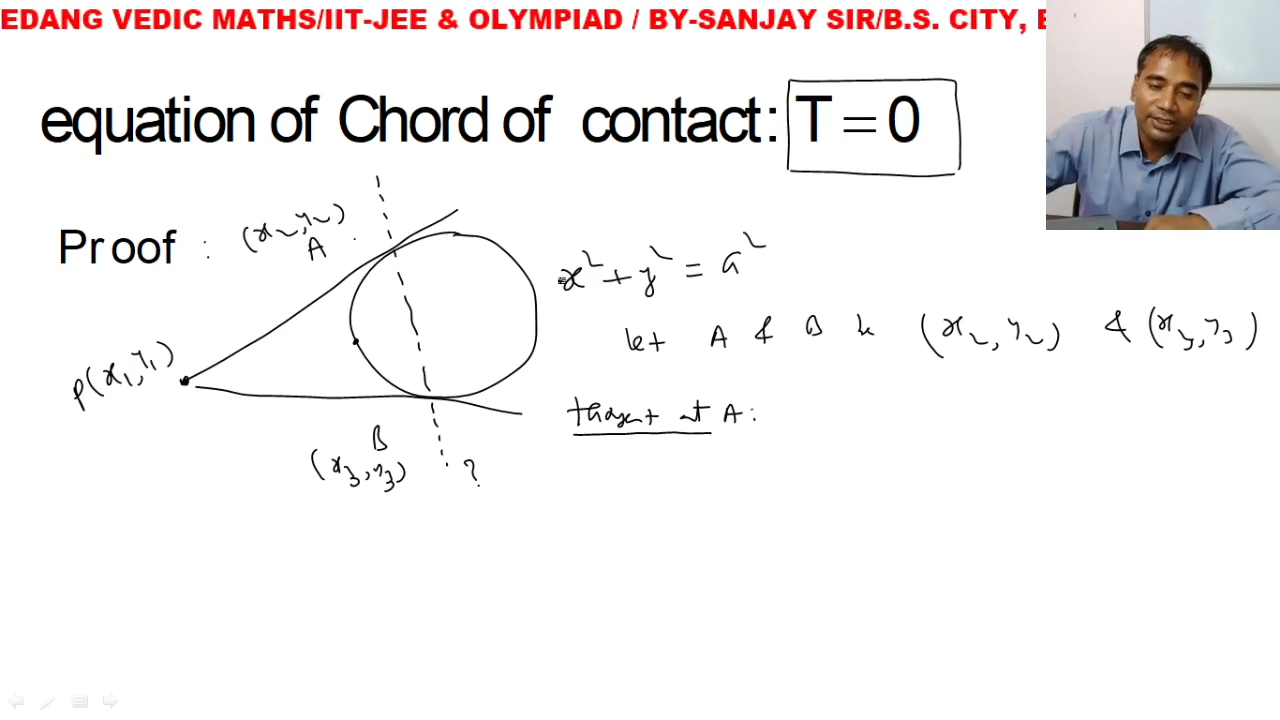 EDANG VEDIC MATHS/IIT-JEE & OLYMPIAD / BY-SANJAY SIR/B.S. CITY,
equation of Chord of contact: T = 0
Proof :
(x₂, y₂)
A
x² + y² = a²
let A & B be (x₂, y₂) & (x₃, y₃)
P(x₁, y₁)
tangent at A:
B
(x₃, y₃)
?